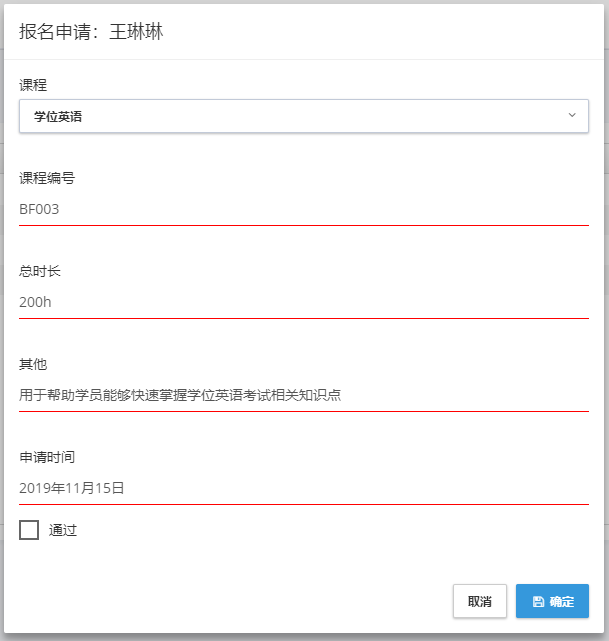 报名申请：王琳琳
课程
学位英语
课程编号
BF003
总时长
200h
其他
用于帮助学员能够快速掌握学位英语考试相关知识点
申请时间
2019年11月15日
通过
取消
确定